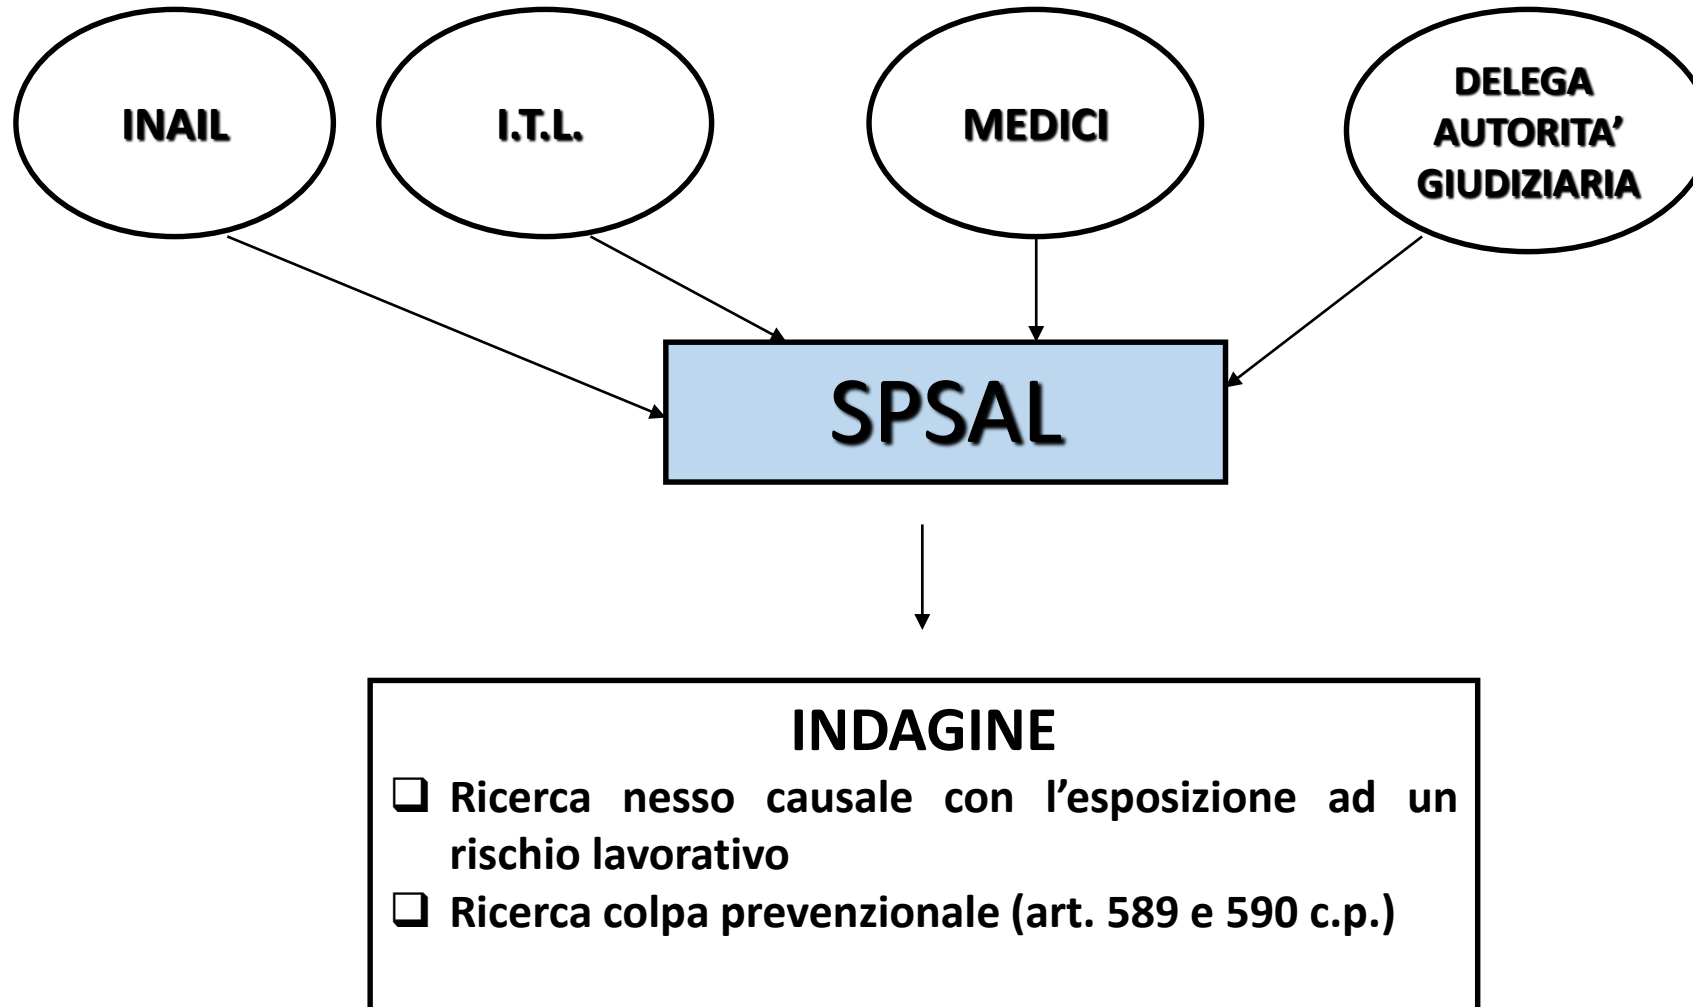 INAIL
I.T.L.
MEDICI
DELEGA
AUTORITA’
GIUDIZIARIA
SPSAL
INDAGINE
❑ Ricerca nesso causale con l’esposizione ad un
rischio lavorativo
❑ Ricerca colpa prevenzionale (art. 589 e 590 c.p.)